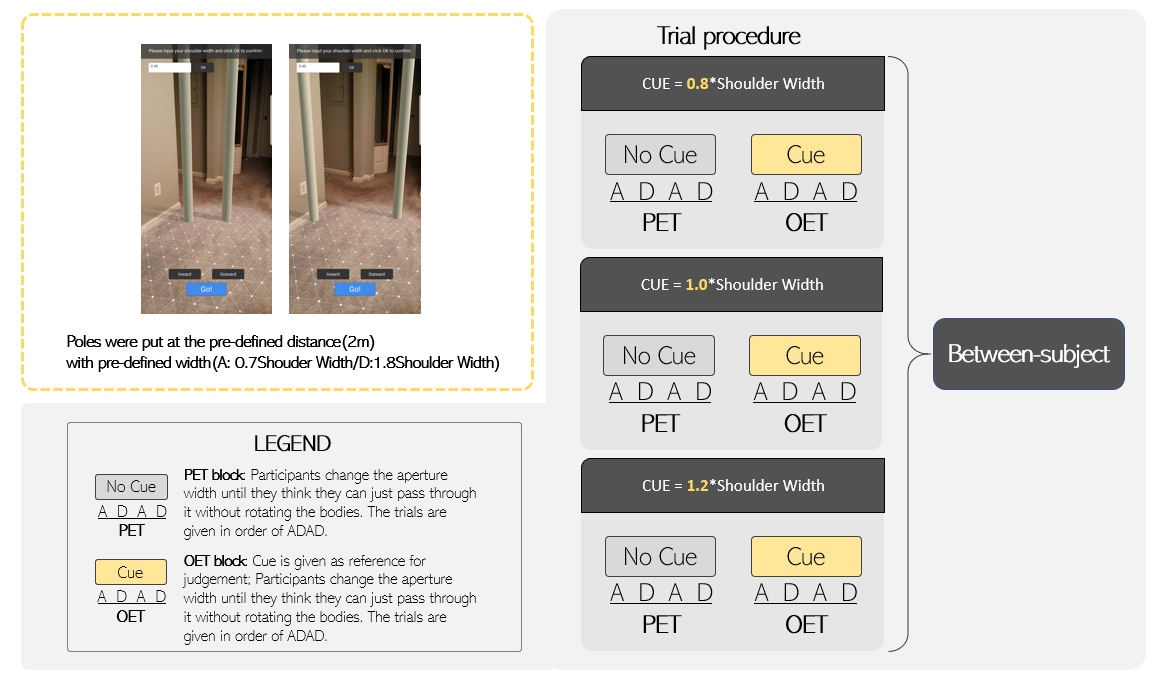 Please input your shoulder width and click OK to confirm:
0.45
OK
Inward
Outward
Go!
Please input your shoulder width and click OK to confirm:
0.45
OK
Inward
Outward
Go!
Poles were put at the pre-defined distance(2m)
with pre-defined width(A: 0.7Shouder Width/D:1.8Shoulder Width)
LEGEND
No Cue
A D A D
PET
PET block: Participants change the aperture
width until they think they can just pass through
it without rotating the bodies. The trials are
given in order of ADAD.
Cue
A D A D
OET
OET block: Cue is given as reference for
judgement; Participants change the aperture
width until they think they can just pass through
it without rotating the bodies. The trials are
given in order of ADAD.
Trial procedure
CUE = 0.8*Shoulder Width
No Cue
A D A D
PET
Cue
A D A D
OET
CUE = 1.0*Shoulder Width
No Cue
A D A D
PET
Cue
A D A D
OET
CUE = 1.2*Shoulder Width
No Cue
A D A D
PET
Cue
A D A D
OET
Between-subject